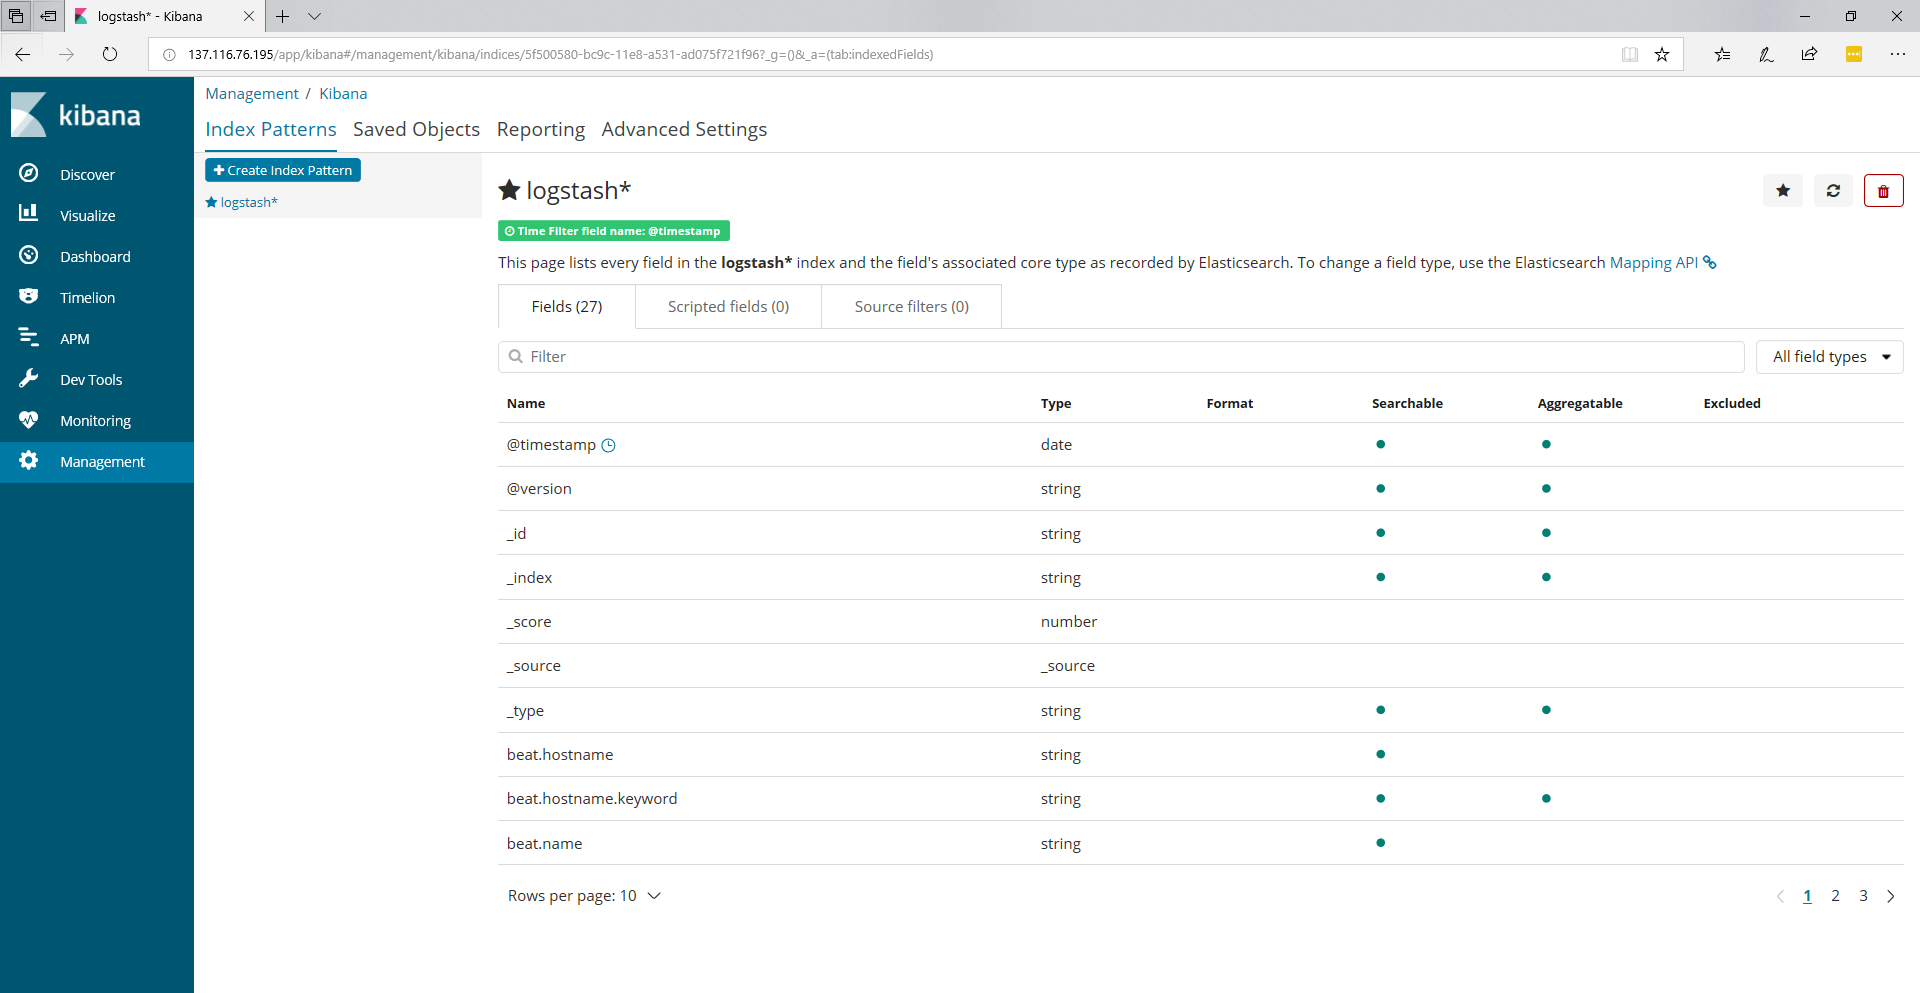 logstash* - Kibana
137.116.76.195/app/kibana#/management/kibana/indices/5f500580-bc9c-11e8-a531-ad075f721f96?_g=()&_a=(tab:indexedFields)
kibana
Discover
Visualize
Dashboard
Timelion
APM
Dev Tools
Monitoring
Management
Management / Kibana
Index Patterns Saved Objects Reporting Advanced Settings
Create Index Pattern
logstash*
logstash*
Time Filter field name: @timestamp
This page lists every field in the logstash* index and the field's associated core type as recorded by Elasticsearch. To change a field type, use the Elasticsearch Mapping API
Fields (27) Scripted fields (0) Source filters (0)
Filter All field types
Name Type Format Searchable Aggregatable Excluded
@timestamp date
@version string
_id string
_index string
_score number
_source _source
_type string
beat.hostname string
beat.hostname.keyword string
beat.name string
Rows per page: 10 1 2 3